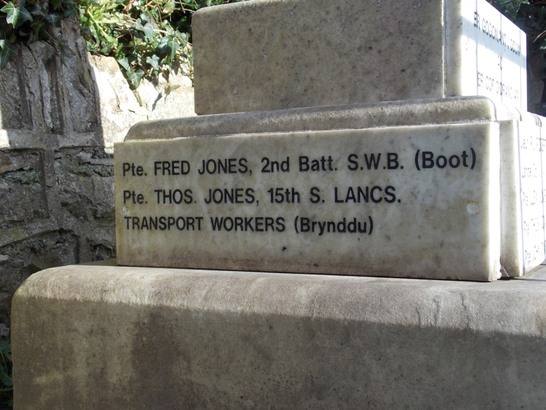 Pte. FRED JONES, 2nd Batt. S.W.B. (Boot)
Pte. THOS. JONES, 15th S. LANCS.
TRANSPORT WORKERS (Brynddu)